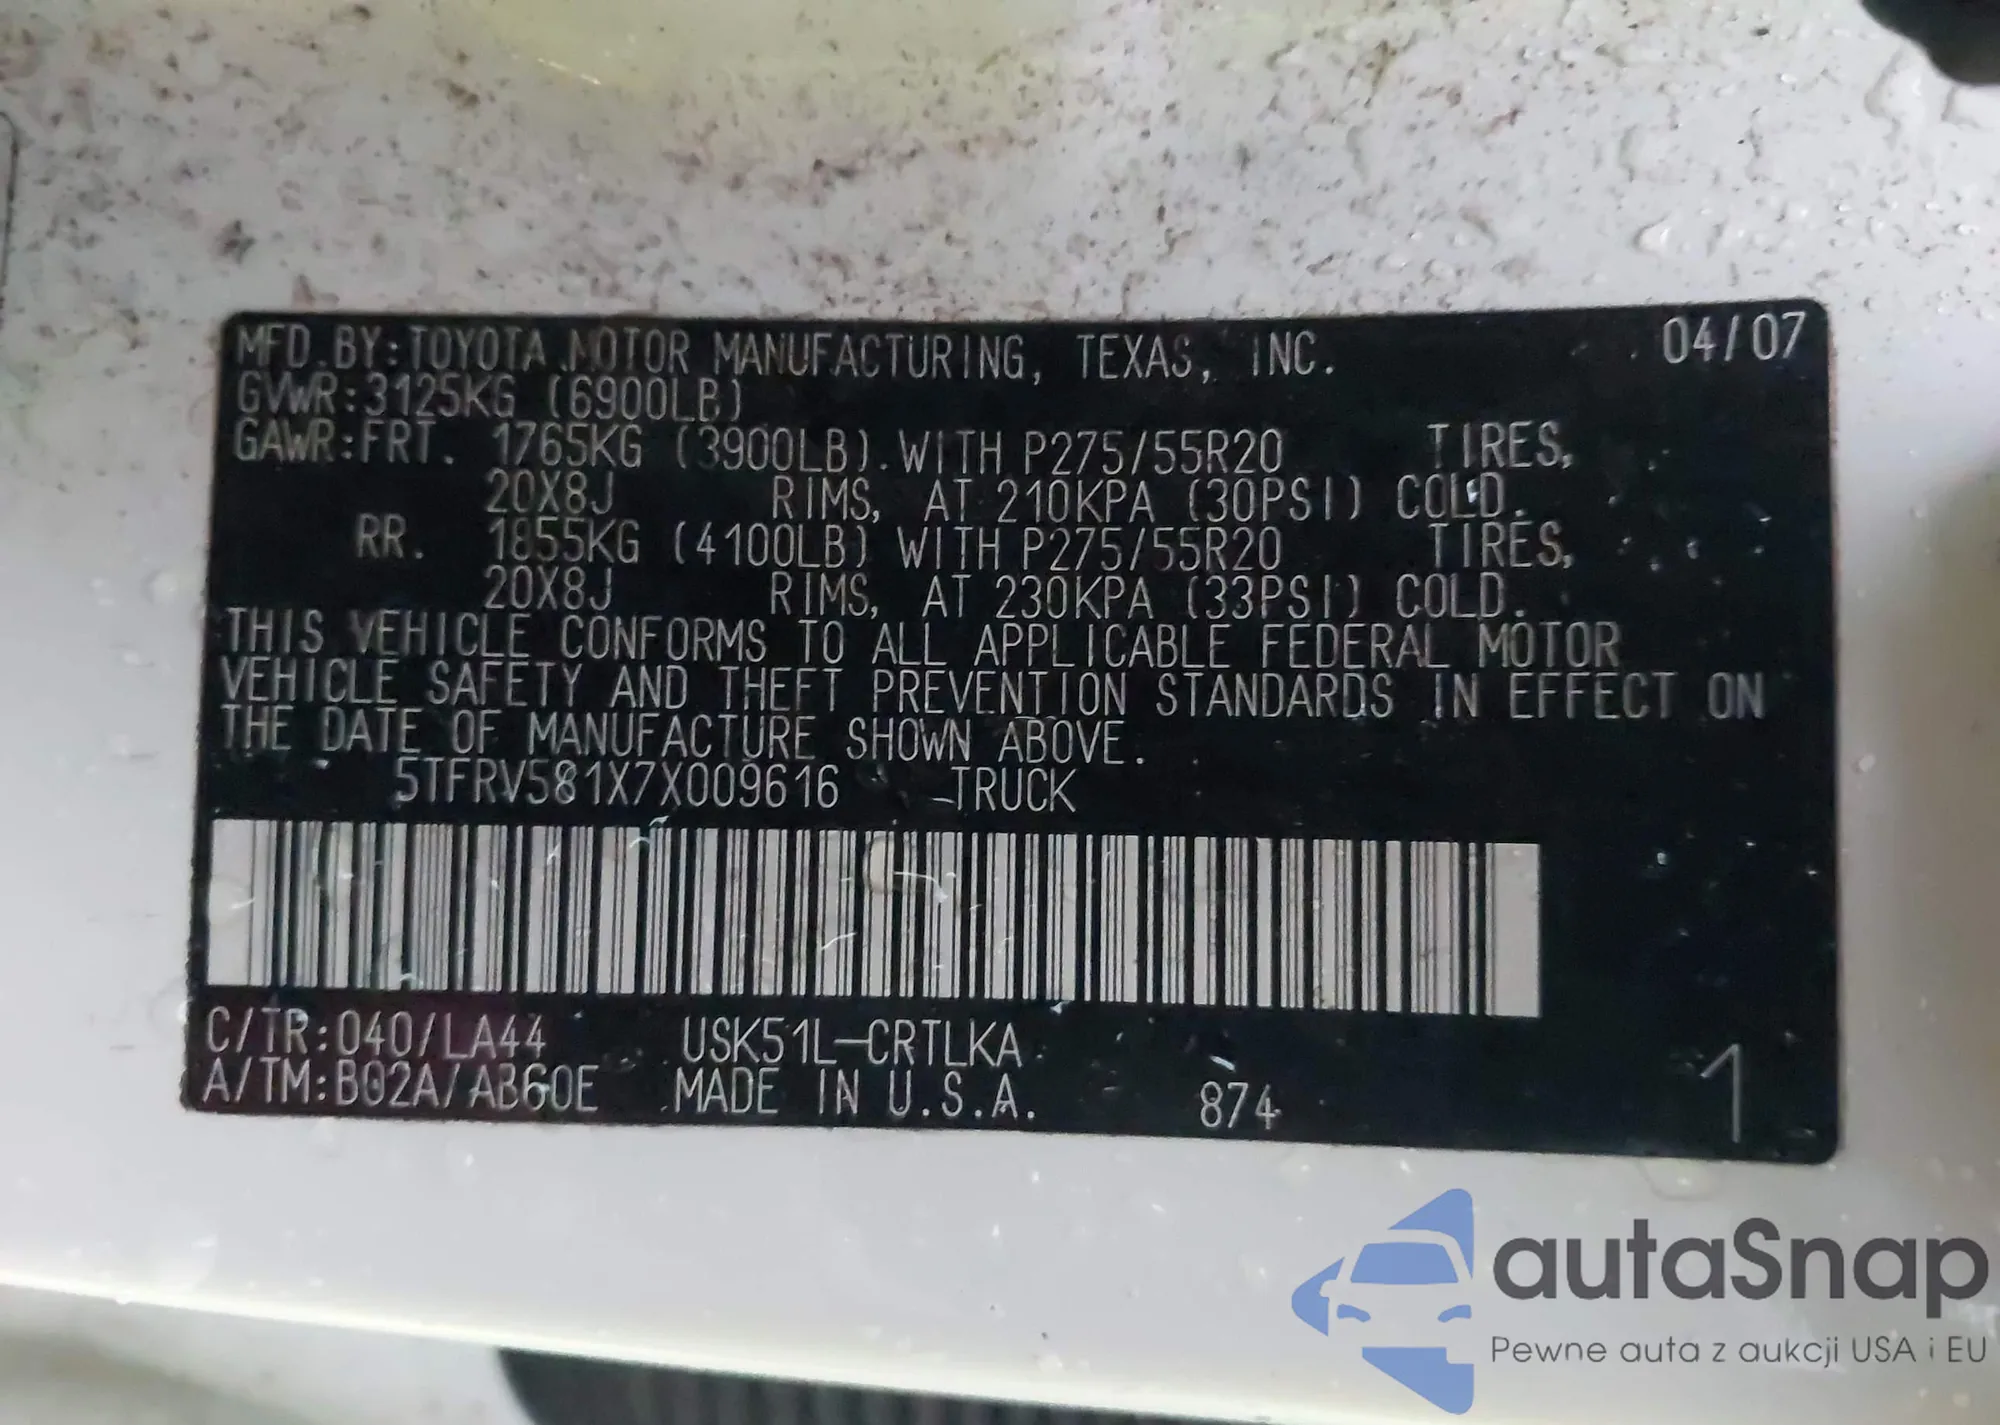 MFD. BY: TOYOTA MOTOR MANUFACTURING, TEXAS, INC. 04/07
GVWR: 3125KG (6900LB)
GAWR: FRT. 1765KG (3900LB). WITH P275/55R20 TIRES,
20X8J RIMS, AT 210KPA (30PSI) COLD.
RR. 1855KG (4100LB) WITH P275/55R20 TIRES,
20X8J RIMS, AT 230KPA (33PSI) COLD.
THIS VEHICLE CONFORMS TO ALL APPLICABLE FEDERAL MOTOR
VEHICLE SAFETY AND THEFT PREVENTION STANDARDS IN EFFECT ON
THE DATE OF MANUFACTURE SHOWN ABOVE.
5TFRV581X7X009616 TRUCK
C/TR: 040/LA44 USK51L-CRTLKA
A/TM: B02A/AB60E MADE IN U.S.A. 874 1
autaSnap
Pewne auta z aukcji USA i EU